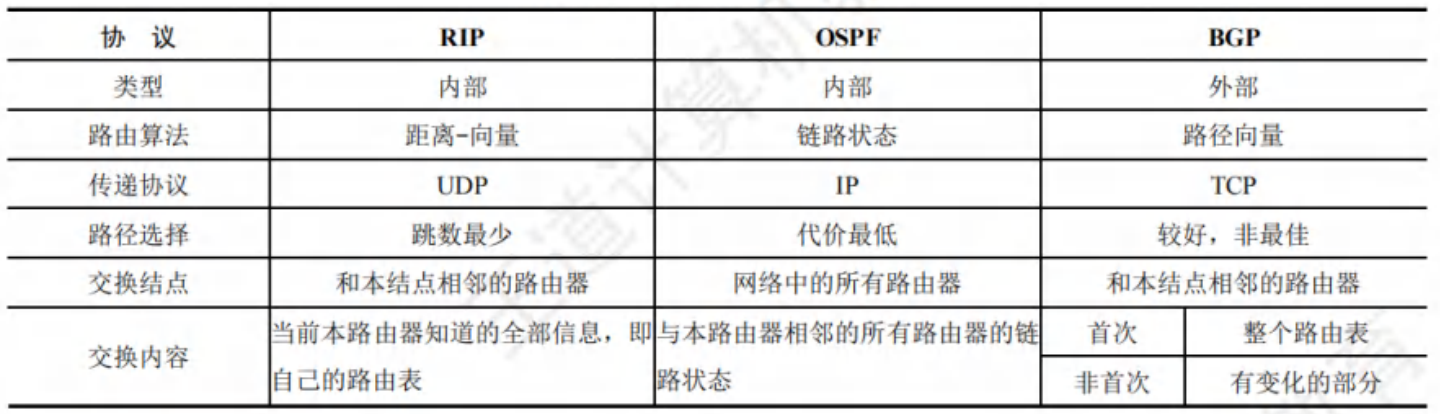 协 议 RIP OSPF BGP
类型 内部 内部 外部
路由算法 距离-向量 链路状态 路径向量
传递协议 UDP IP TCP
路径选择 跳数最少 代价最低 较好，非最佳
交换结点 和本结点相邻的路由器 网络中的所有路由器 和本结点相邻的路由器
交换内容
当前本路由器知道的全部信息，即
自己的路由表
与本路由器相邻的所有路由器的链
路状态
首次 整个路由表
非首次 有变化的部分
王道计算机